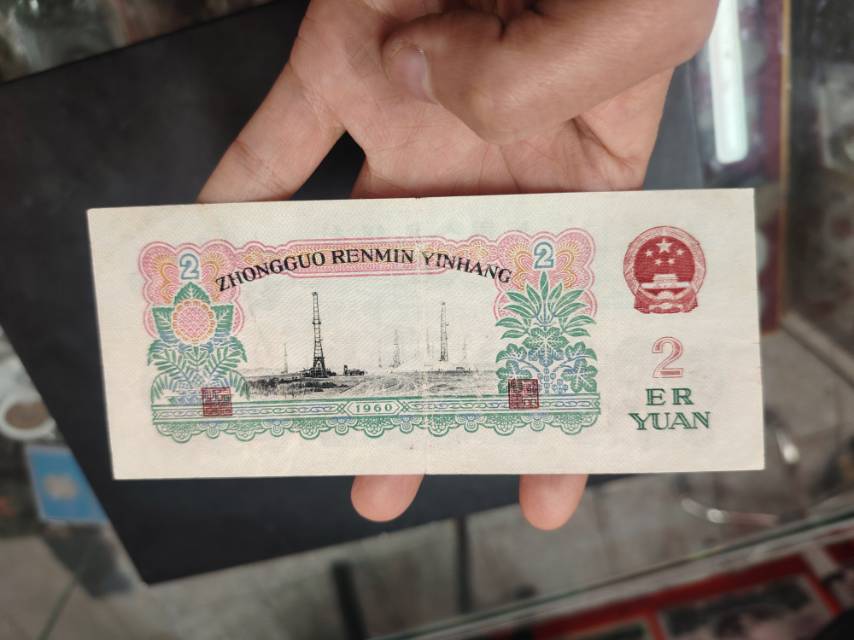 2
2
ZHONGGUO RENMIN YINHANG
1960
2
ER
YUAN